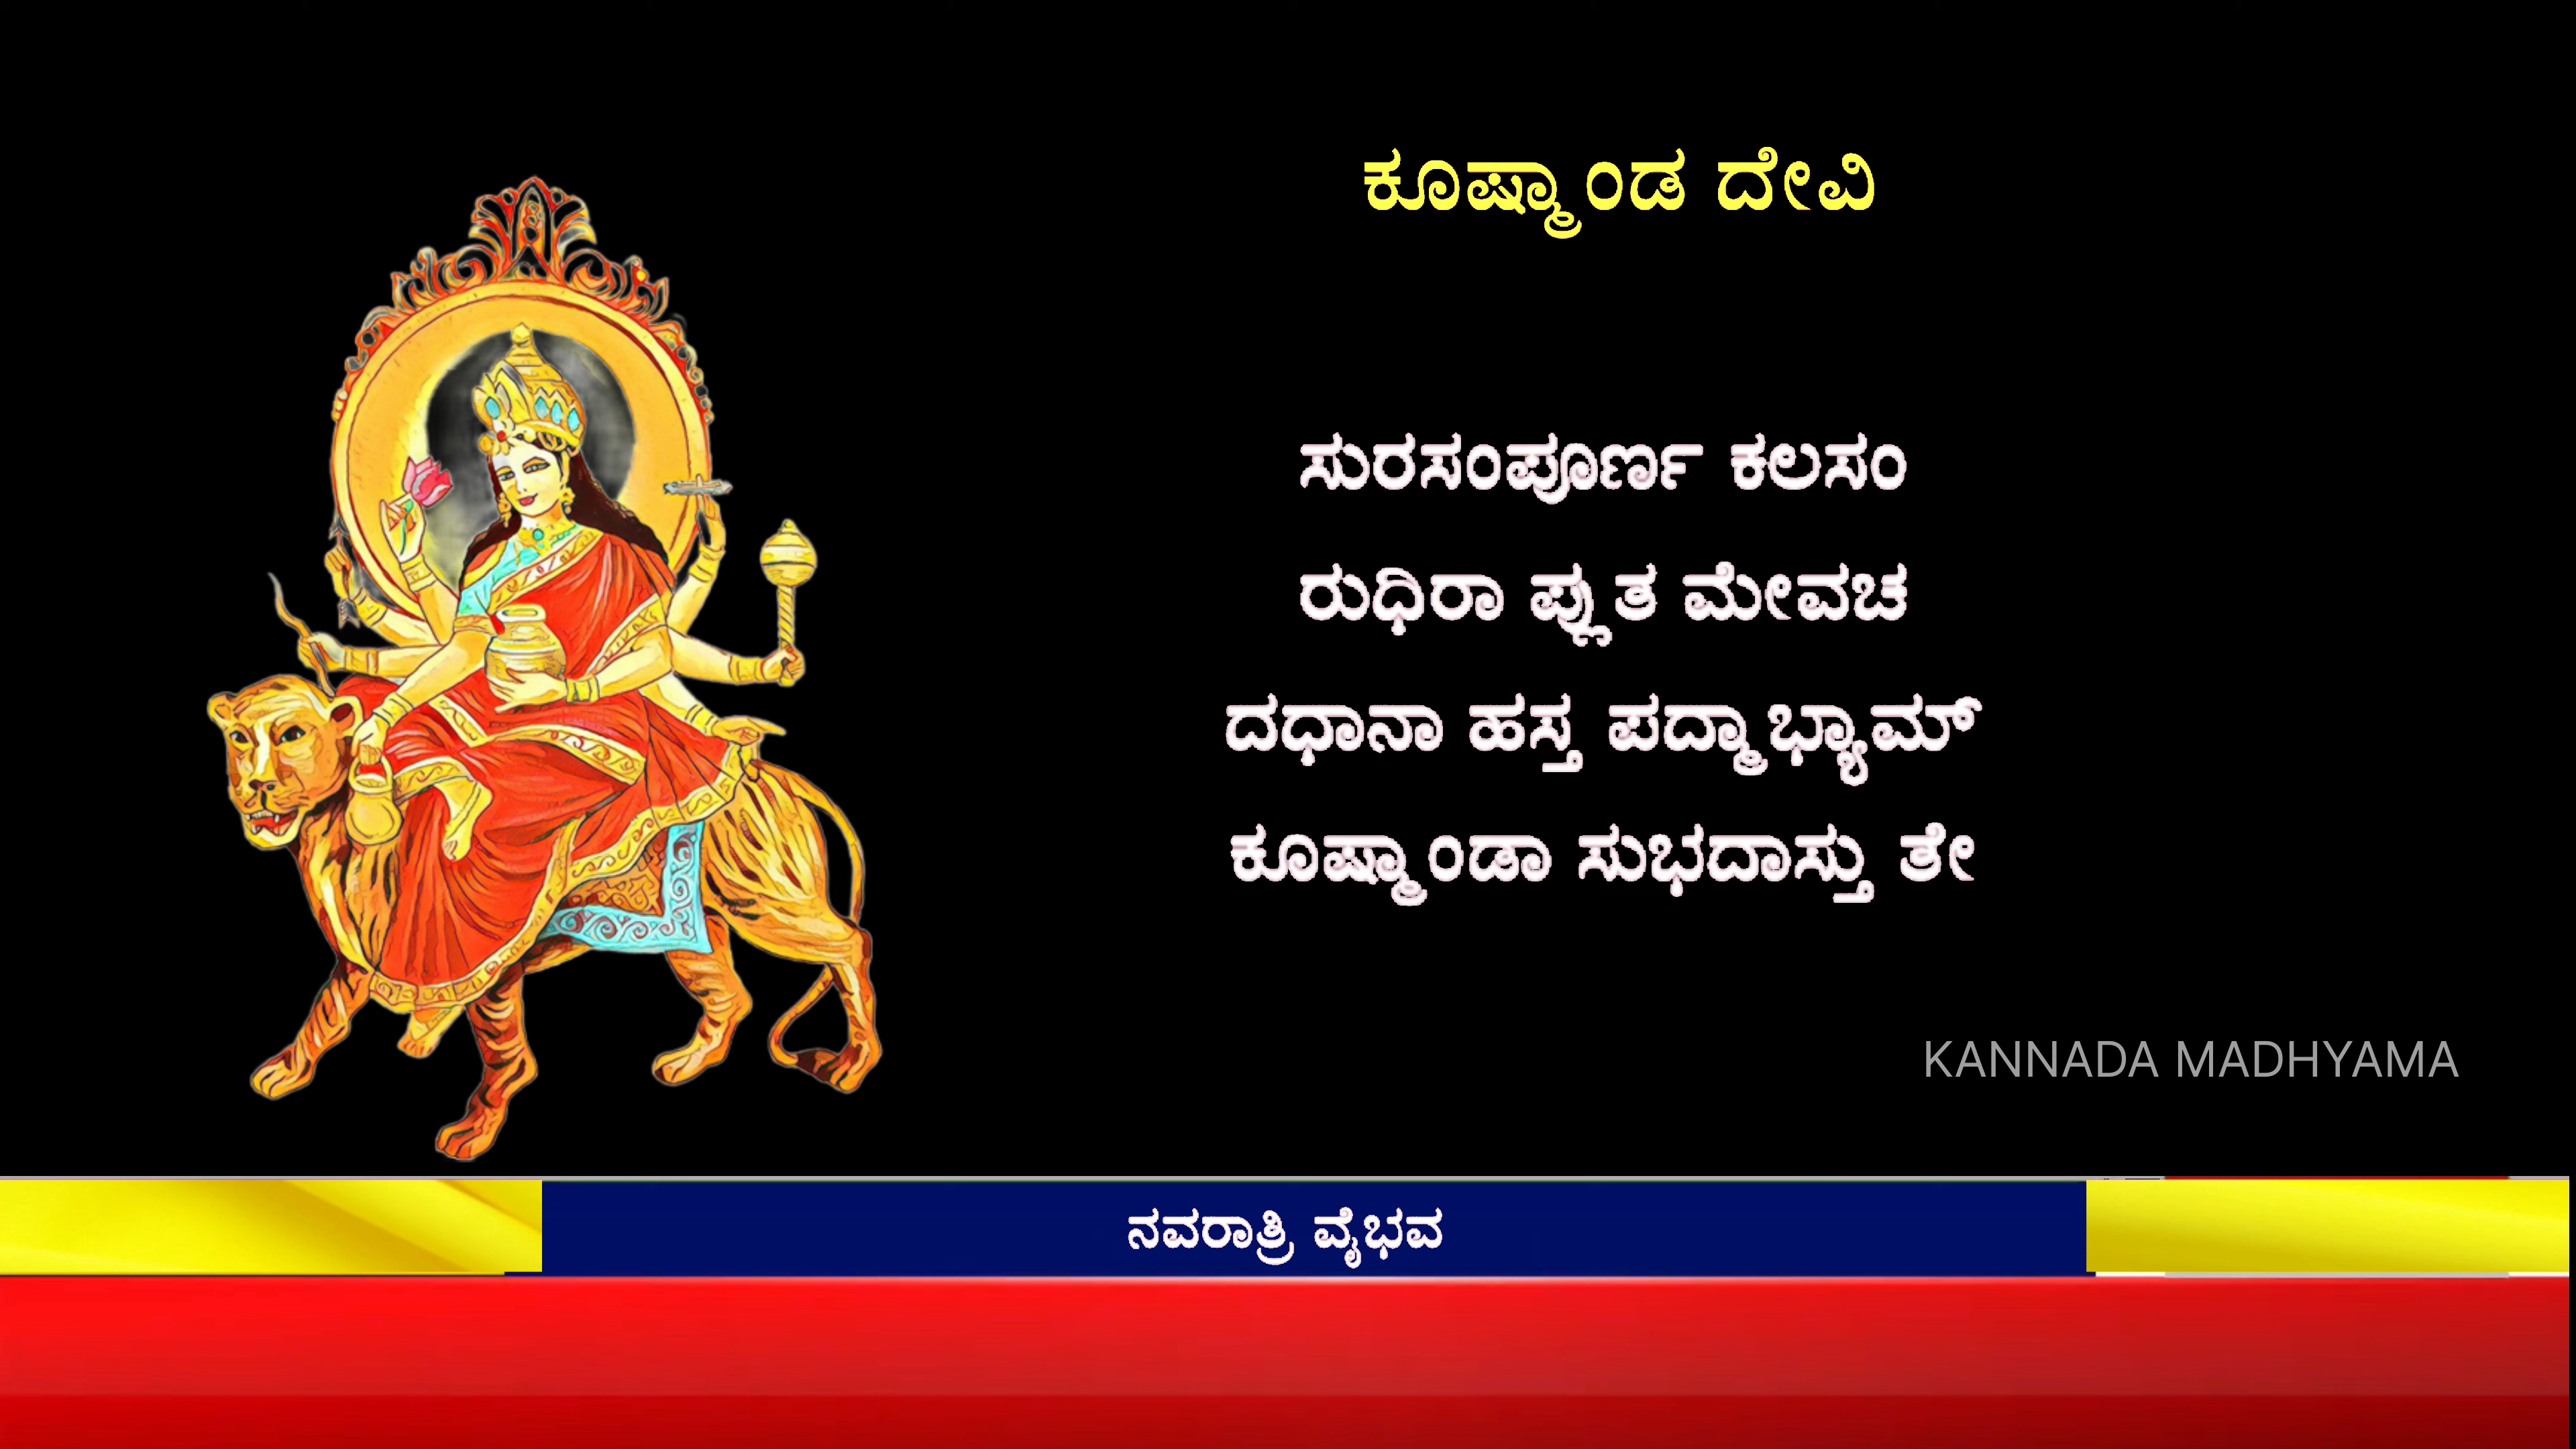 ಕೂಷ್ಮಾಂಡ ದೇವಿ
ಸುರಸಂಪೂರ್ಣ ಕಲಸಂ
ರುಧಿರಾ ಪ್ಲುತ ಮೇವಚ
ದಧಾನಾ ಹಸ್ತ ಪದ್ಮಾಭ್ಯಾಮ್
ಕೂಷ್ಮಾಂಡಾ ಸುಭದಾಸ್ತು ತೇ
KANNADA MADHYAMA
ನವರಾತ್ರಿ ವೈಭವ